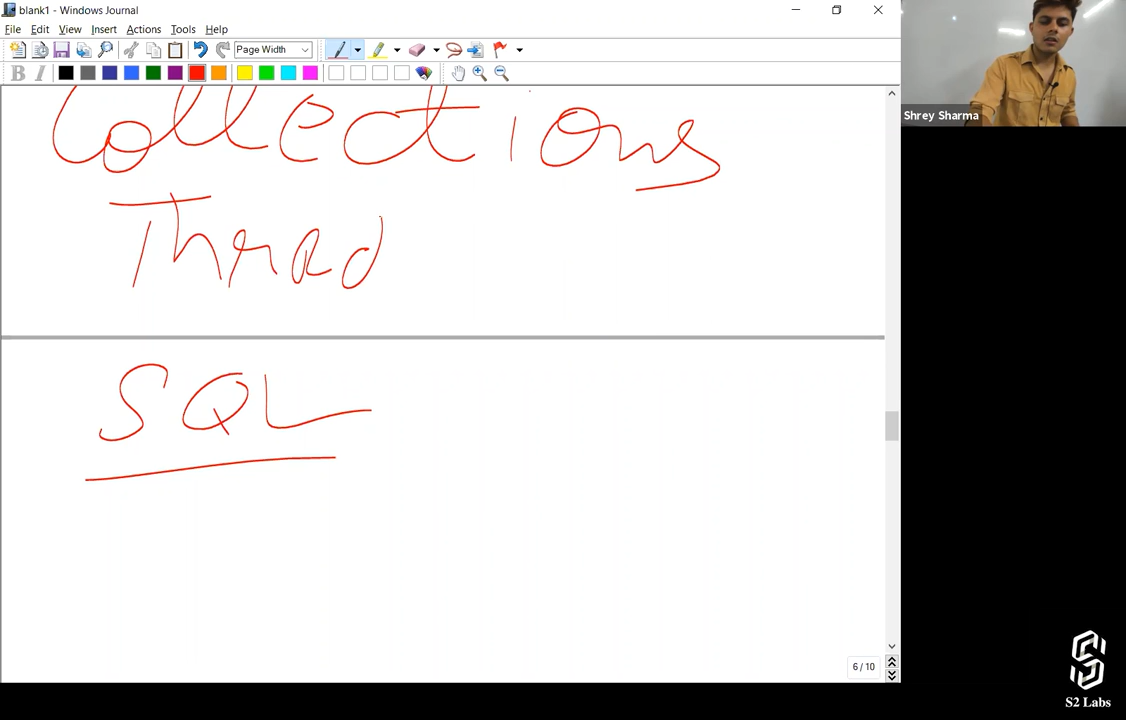 blank1 - Windows Journal
File Edit View Insert Actions Tools Help
Page Width
B I
Shrey Sharma
Collections
Thred
SQL
6 / 10
S2 Labs